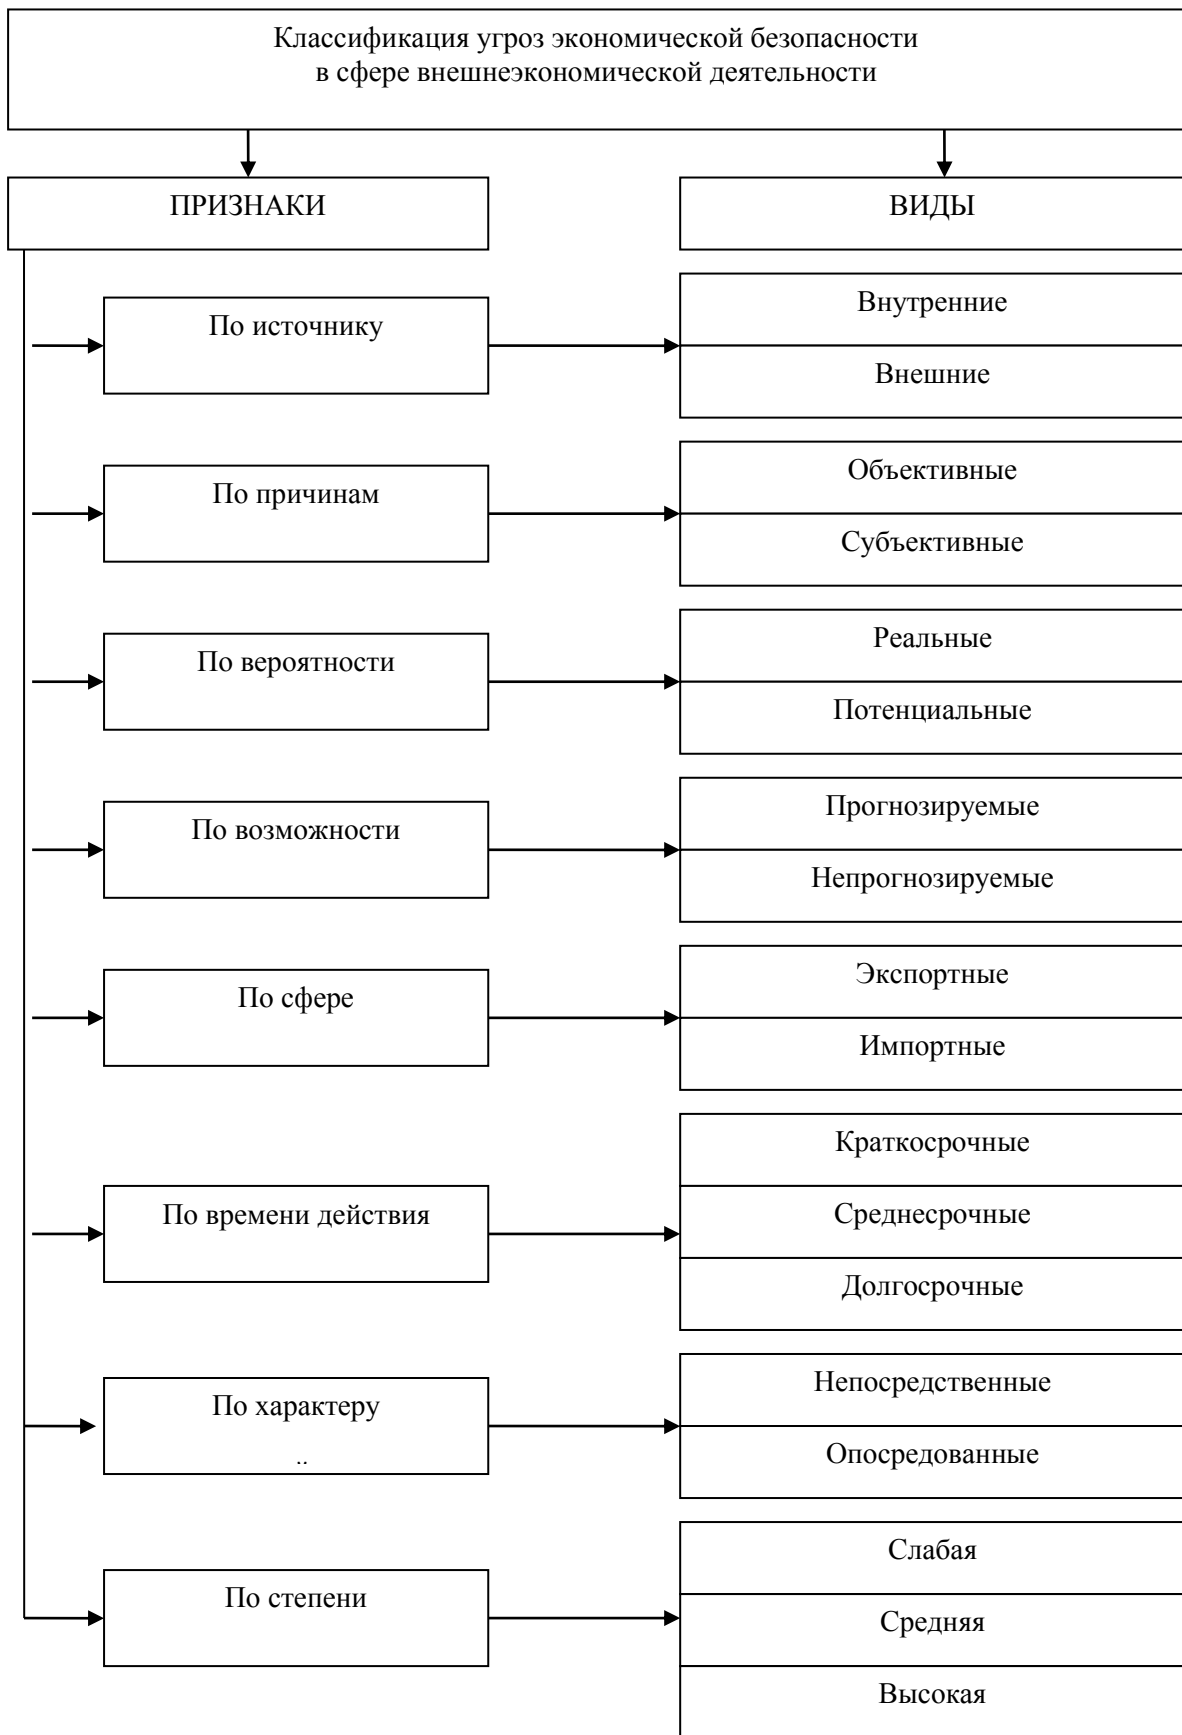 Классификация угроз экономической безопасности
в сфере внешнеэкономической деятельности
ПРИЗНАКИ
ВИДЫ
По источнику
Внутренние
Внешние
По причинам
Объективные
Субъективные
По вероятности
Реальные
Потенциальные
По возможности
Прогнозируемые
Непрогнозируемые
По сфере
Экспортные
Импортные
По времени действия
Краткосрочные
Среднесрочные
Долгосрочные
По характеру
..
Непосредственные
Опосредованные
По степени
Слабая
Средняя
Высокая